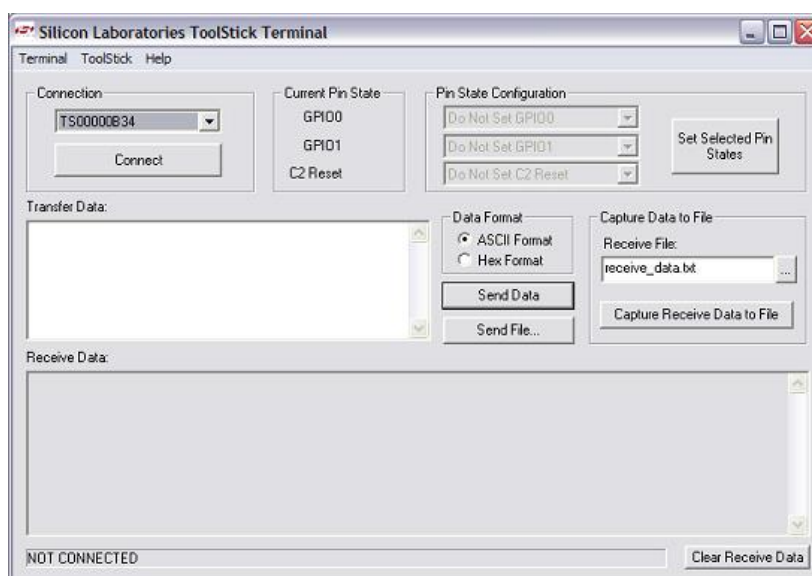 Silicon Laboratories ToolStick Terminal
Terminal ToolStick Help
Connection
TS00000B34
Connect
Current Pin State
GPIO0
GPIO1
C2 Reset
Pin State Configuration
Do Not Set GPIO0
Do Not Set GPIO1
Do Not Set C2 Reset
Set Selected Pin
States
Transfer Data:
Data Format
ASCII Format
Hex Format
Send Data
Send File...
Capture Data to File
Receive File:
receive_data.txt
...
Capture Receive Data to File
Receive Data:
NOT CONNECTED
Clear Receive Data